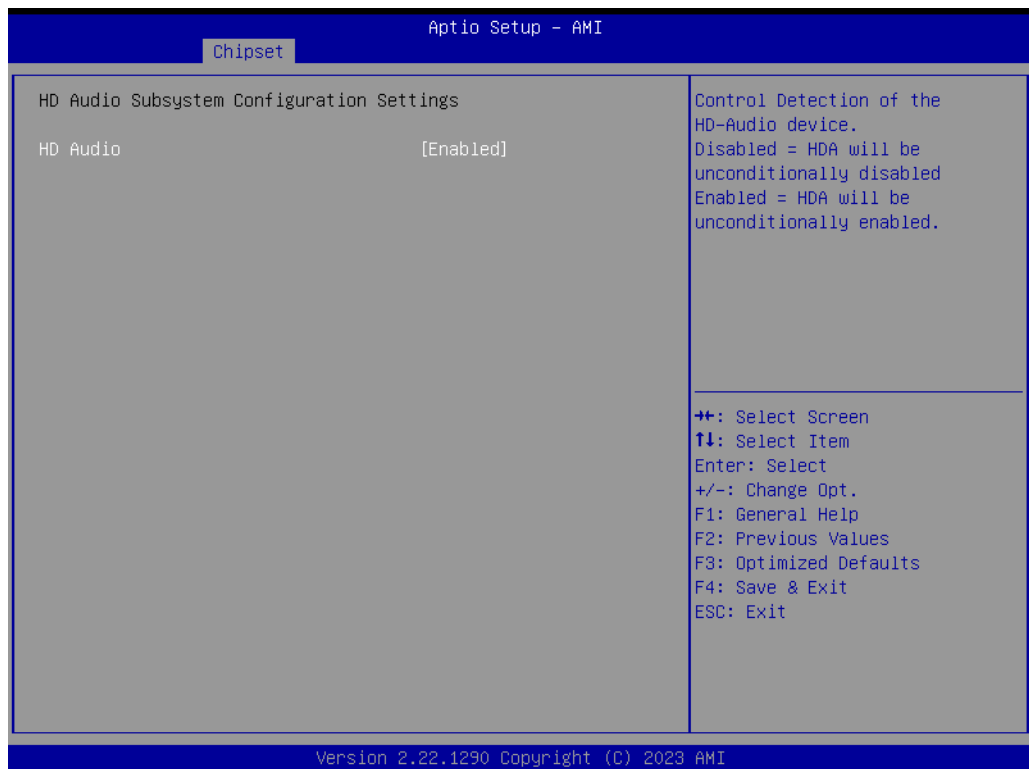 Aptio Setup – AMI
Chipset
HD Audio Subsystem Configuration Settings
HD Audio [Enabled]
Control Detection of the
HD-Audio device.
Disabled = HDA will be
unconditionally disabled
Enabled = HDA will be
unconditionally enabled.
→←: Select Screen
↑↓: Select Item
Enter: Select
+/-: Change Opt.
F1: General Help
F2: Previous Values
F3: Optimized Defaults
F4: Save & Exit
ESC: Exit
Version 2.22.1290 Copyright (C) 2023 AMI